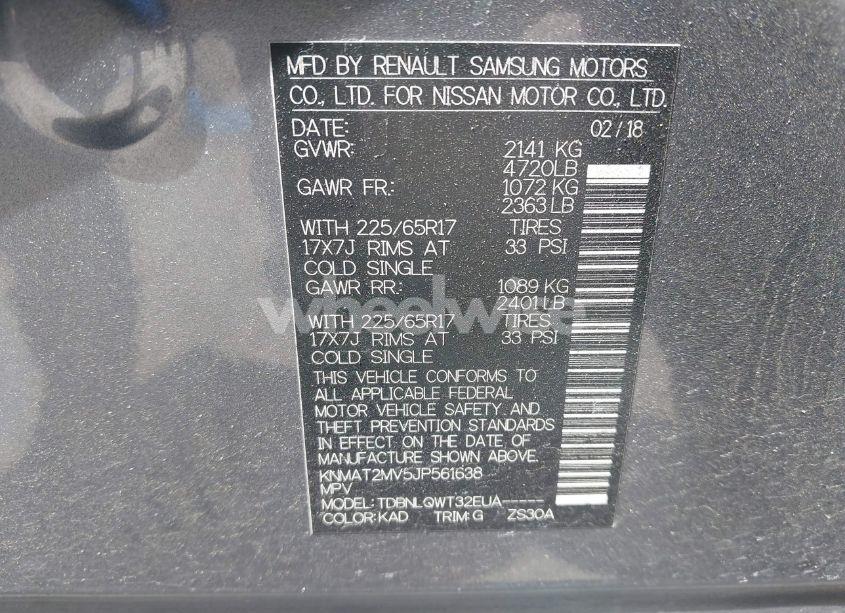 MFD BY RENAULT SAMSUNG MOTORS
CO., LTD. FOR NISSAN MOTOR CO., LTD.
DATE: 02/18
GVWR: 2141 KG
4720LB
GAWR FR.: 1072 KG
2363LB
WITH 225/65R17 TIRES
17X7J RIMS AT 33 PSI
COLD SINGLE
GAWR RR.: 1089 KG
2401LB
WITH 225/65R17 TIRES
17X7J RIMS AT 33 PSI
COLD SINGLE
THIS VEHICLE CONFORMS TO
ALL APPLICABLE FEDERAL
MOTOR VEHICLE SAFETY AND
THEFT PREVENTION STANDARDS
IN EFFECT ON THE DATE OF
MANUFACTURE SHOWN ABOVE.
KNMAT2MV5JP561638
MPV
MODEL: TDBNLQWT32EUA-----
COLOR: KAD TRIM: G ZS30A